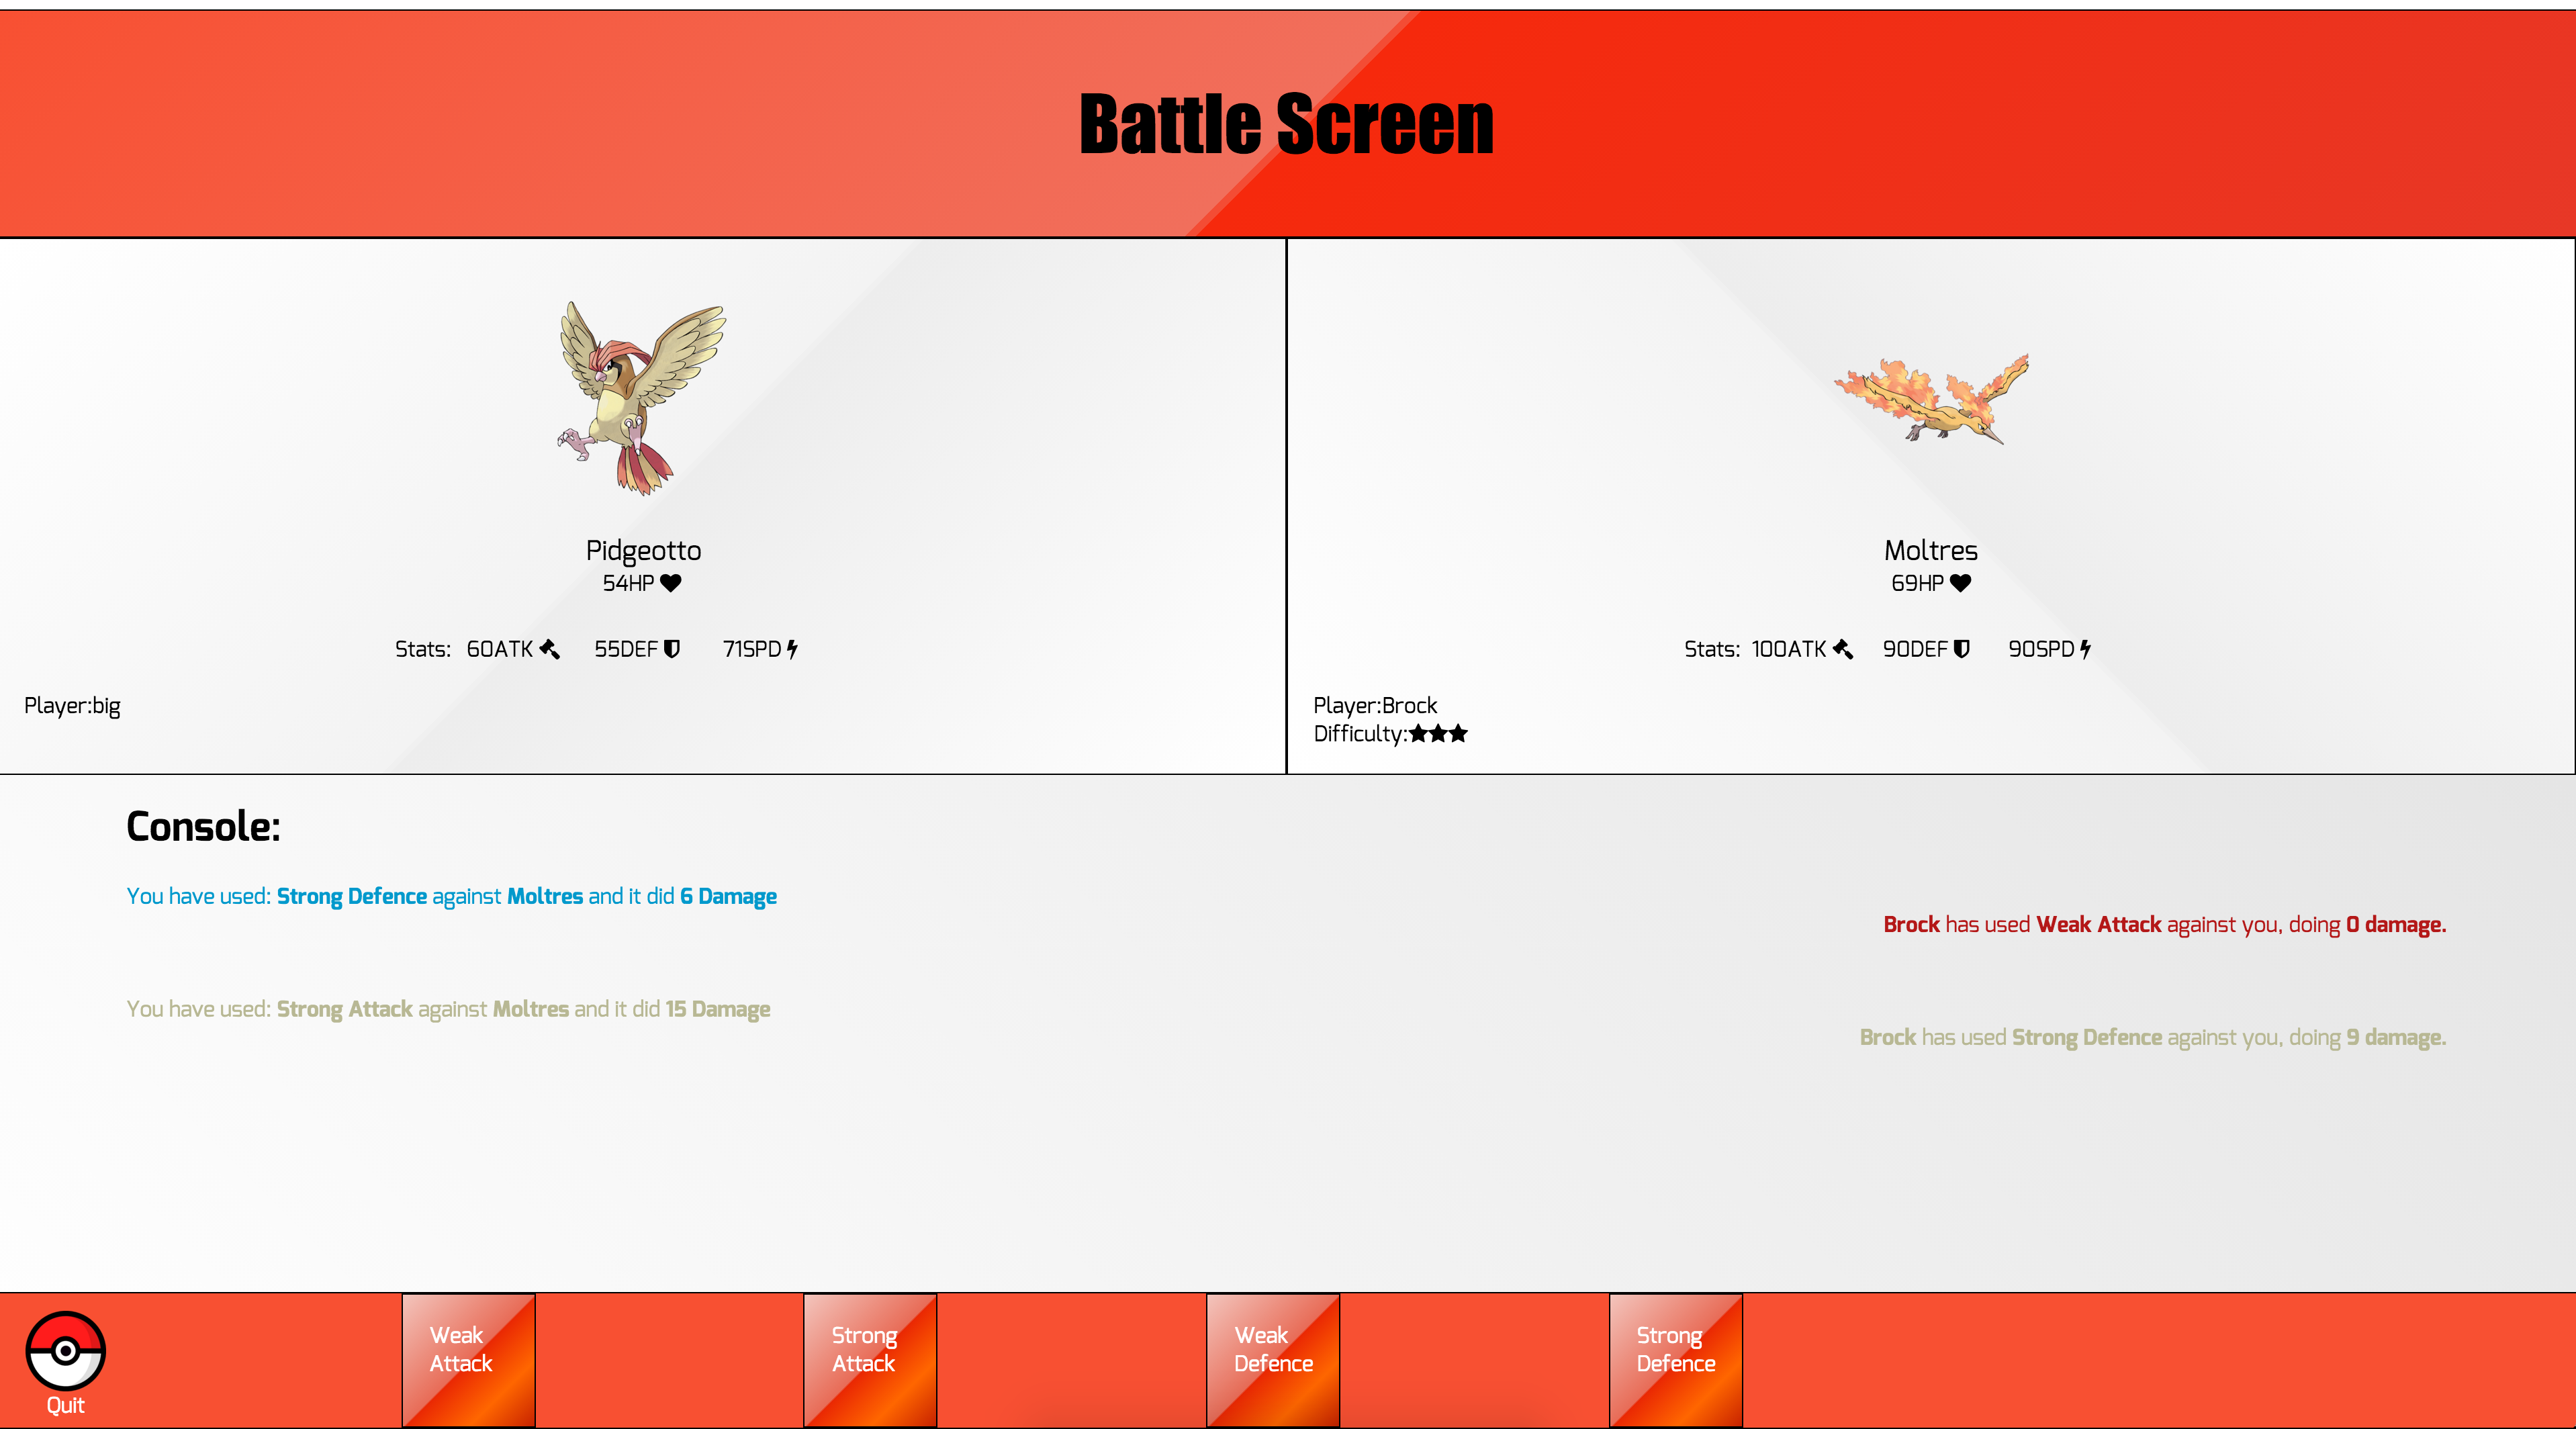 Battle Screen
Pidgeotto
54HP
Stats: 60ATK 55DEF 71SPD
Player:big
Moltres
69HP
Stats: 100ATK 90DEF 90SPD
Player:Brock
Difficulty:
Console:
You have used: Strong Defence against Moltres and it did 6 Damage
Brock has used Weak Attack against you, doing 0 damage.
You have used: Strong Attack against Moltres and it did 15 Damage
Brock has used Strong Defence against you, doing 9 damage.
Quit
Weak
Attack
Strong
Attack
Weak
Defence
Strong
Defence